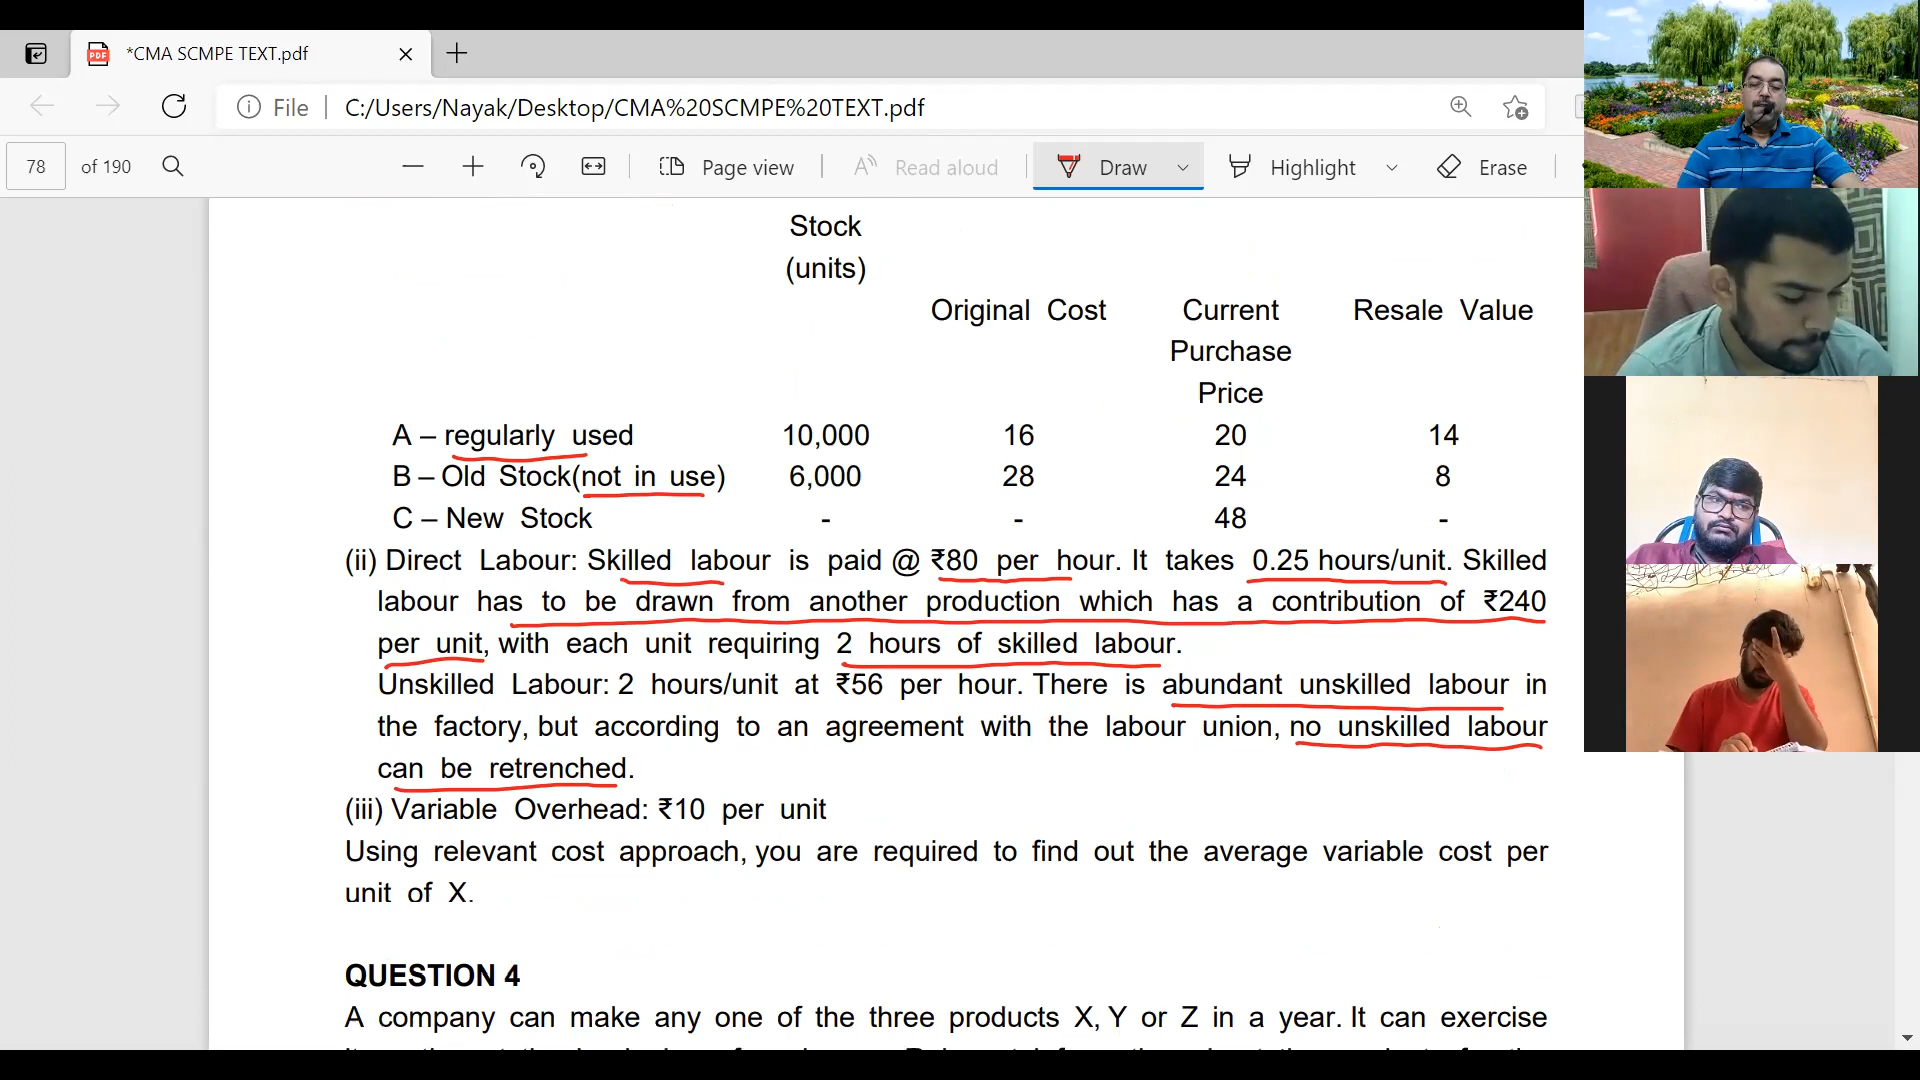 *CMA SCMPE TEXT.pdf
File | C:/Users/Nayak/Desktop/CMA%20SCMPE%20TEXT.pdf
78 of 190 Page view Read aloud Draw Highlight Erase
Stock
(units)
Original Cost Current Resale Value
Purchase
Price
A – regularly used 10,000 16 20 14
B – Old Stock(not in use) 6,000 28 24 8
C – New Stock - - 48 -
(ii) Direct Labour: Skilled labour is paid @ ₹80 per hour. It takes 0.25 hours/unit. Skilled
labour has to be drawn from another production which has a contribution of ₹240
per unit, with each unit requiring 2 hours of skilled labour.
Unskilled Labour: 2 hours/unit at ₹56 per hour. There is abundant unskilled labour in
the factory, but according to an agreement with the labour union, no unskilled labour
can be retrenched.
(iii) Variable Overhead: ₹10 per unit
Using relevant cost approach, you are required to find out the average variable cost per
unit of X.
QUESTION 4
A company can make any one of the three products X, Y or Z in a year. It can exercise